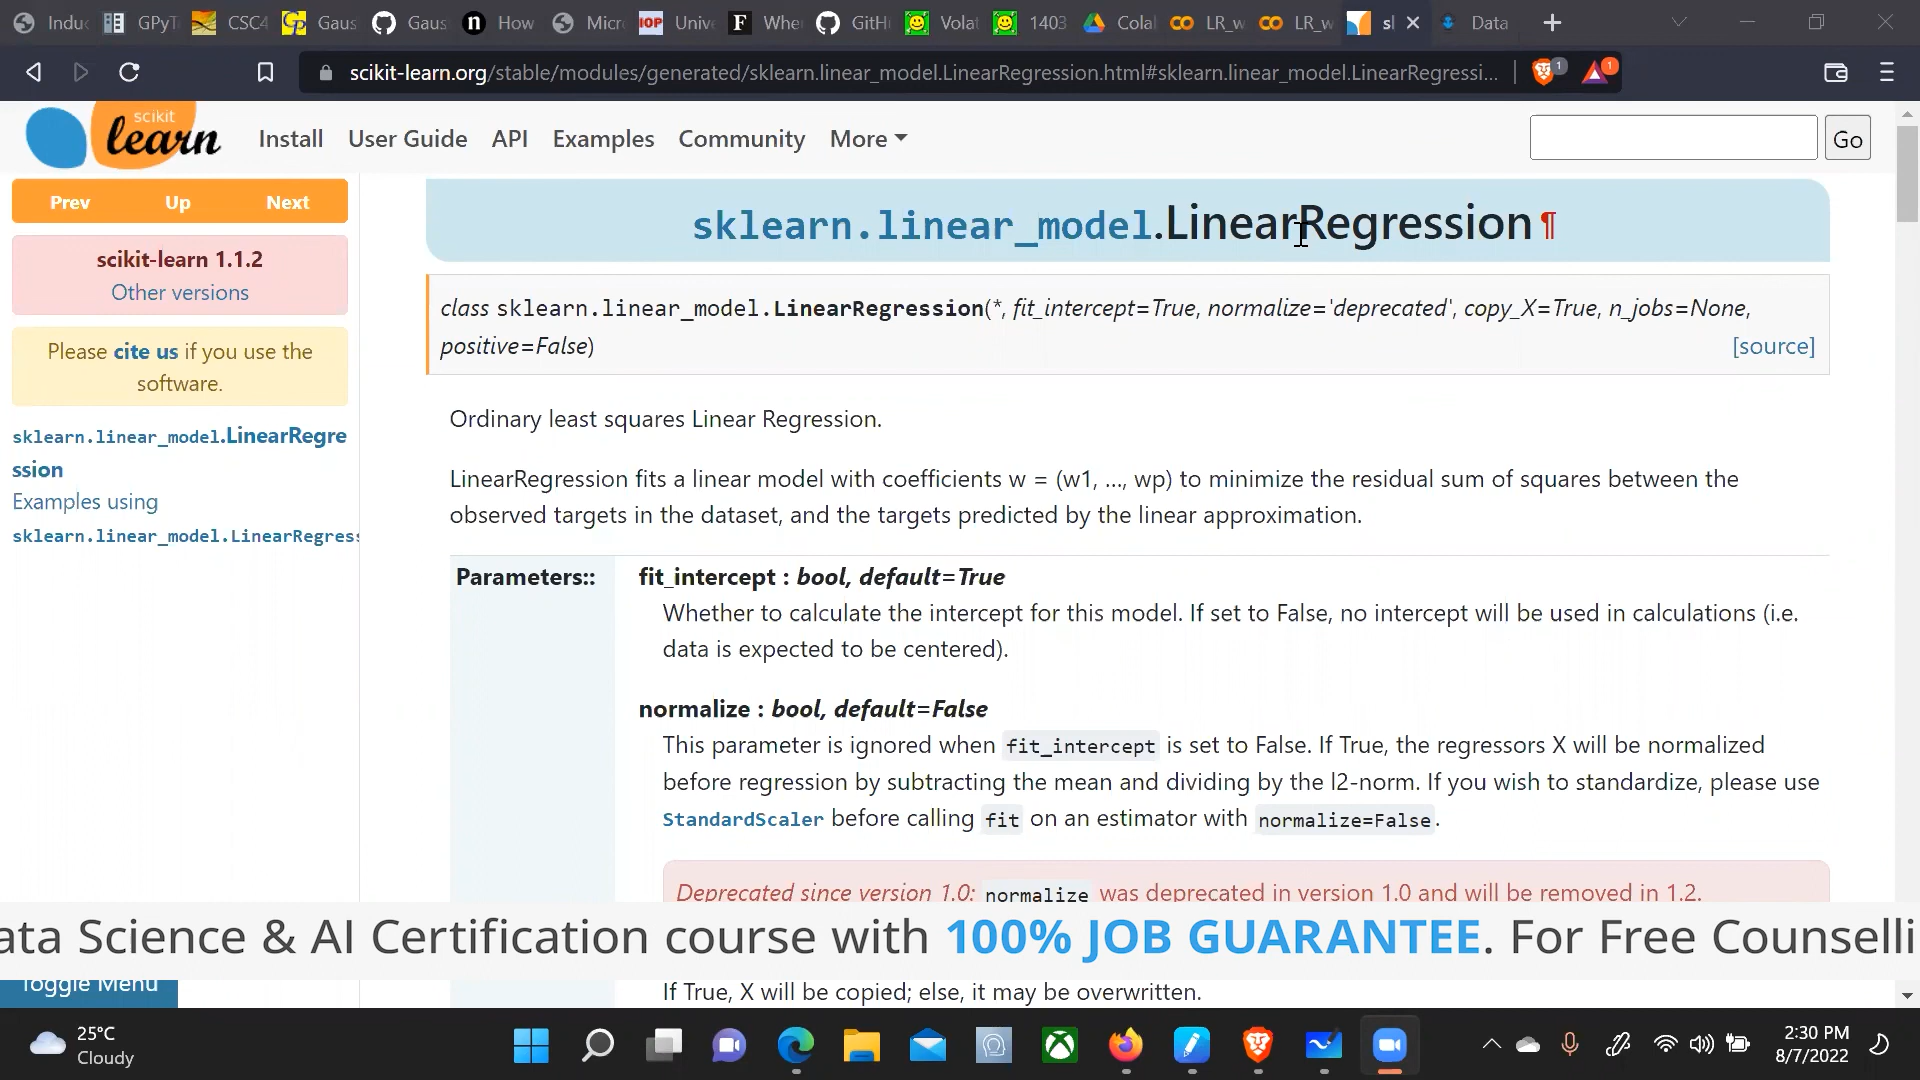 Indu GPyT CSC4 Gaus Gaus How Micr Unive Whe GitH Volat 1403 Cola LR_w LR_w sl Data
scikit-learn.org/stable/modules/generated/sklearn.linear_model.LinearRegression.html#sklearn.linear_model.LinearRegressi... 1 1
scikit learn Install User Guide API Examples Community More Go
Prev Up Next
scikit-learn 1.1.2
Other versions
Please cite us if you use the
software.
sklearn.linear_model.LinearRegre
ssion
Examples using
sklearn.linear_model.LinearRegress
sklearn.linear_model.LinearRegression¶
class sklearn.linear_model.LinearRegression(*, fit_intercept=True, normalize='deprecated', copy_X=True, n_jobs=None,
positive=False) [source]
Ordinary least squares Linear Regression.
LinearRegression fits a linear model with coefficients w = (w1, …, wp) to minimize the residual sum of squares between the
observed targets in the dataset, and the targets predicted by the linear approximation.
Parameters:: fit_intercept : bool, default=True
Whether to calculate the intercept for this model. If set to False, no intercept will be used in calculations (i.e.
data is expected to be centered).
normalize : bool, default=False
This parameter is ignored when fit_intercept is set to False. If True, the regressors X will be normalized
before regression by subtracting the mean and dividing by the l2-norm. If you wish to standardize, please use
StandardScaler before calling fit on an estimator with normalize=False.
Deprecated since version 1.0: normalize was deprecated in version 1.0 and will be removed in 1.2.
ata Science & AI Certification course with 100% JOB GUARANTEE. For Free Counselli
Toggle Menu
If True, X will be copied; else, it may be overwritten.
25°C
Cloudy
2:30 PM
8/7/2022